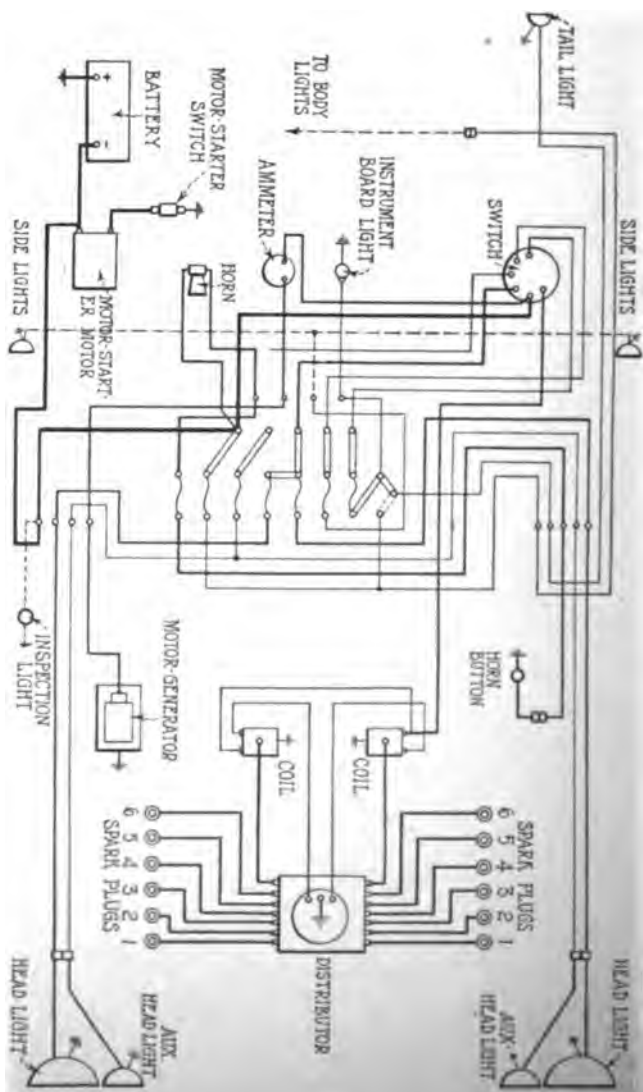 TAIL LIGHT
TO BODY
LIGHTS
MOTOR-STARTER
SWITCH
BATTERY
+
-
AMMETER
INSTRUMENT
BOARD LIGHT
SWITCH
SIDE LIGHTS
SIDE LIGHTS
HORN
MOTOR-START-
ER MOTOR
INSPECTION
LIGHT
MOTOR-GENERATOR
HORN
BUTTON
COIL
COIL
6 5 4 3 2 1
SPARK PLUGS
6 5 4 3 2 1
SPARK PLUGS
DISTRIBUTOR
HEAD LIGHT
AUX
HEAD LIGHT
AUX
HEAD LIGHT
HEAD LIGHT